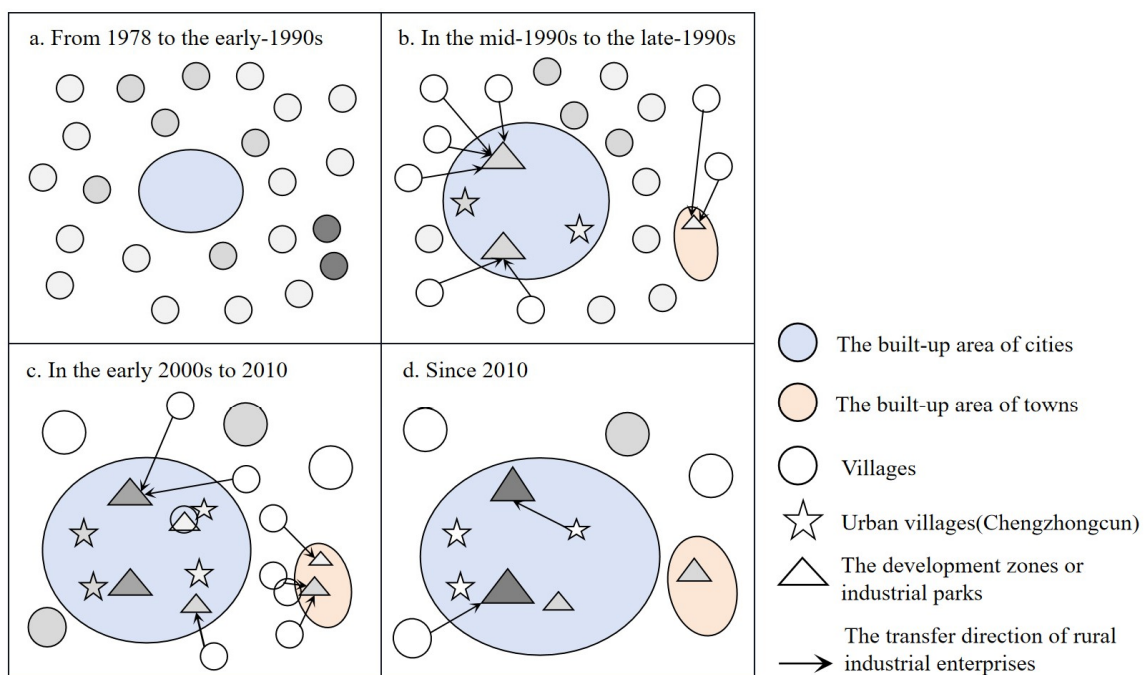 a. From 1978 to the early-1990s
b. In the mid-1990s to the late-1990s
c. In the early 2000s to 2010
d. Since 2010
The built-up area of cities
The built-up area of towns
Villages
Urban villages(Chengzhongcun)
The development zones or
industrial parks
The transfer direction of rural
industrial enterprises